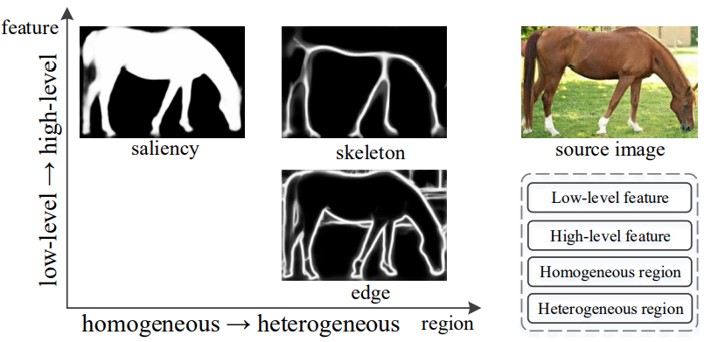 feature
low-level → high-level
saliency
skeleton
source image
edge
Low-level feature
High-level feature
Homogeneous region
Heterogeneous region
homogeneous → heterogeneous region